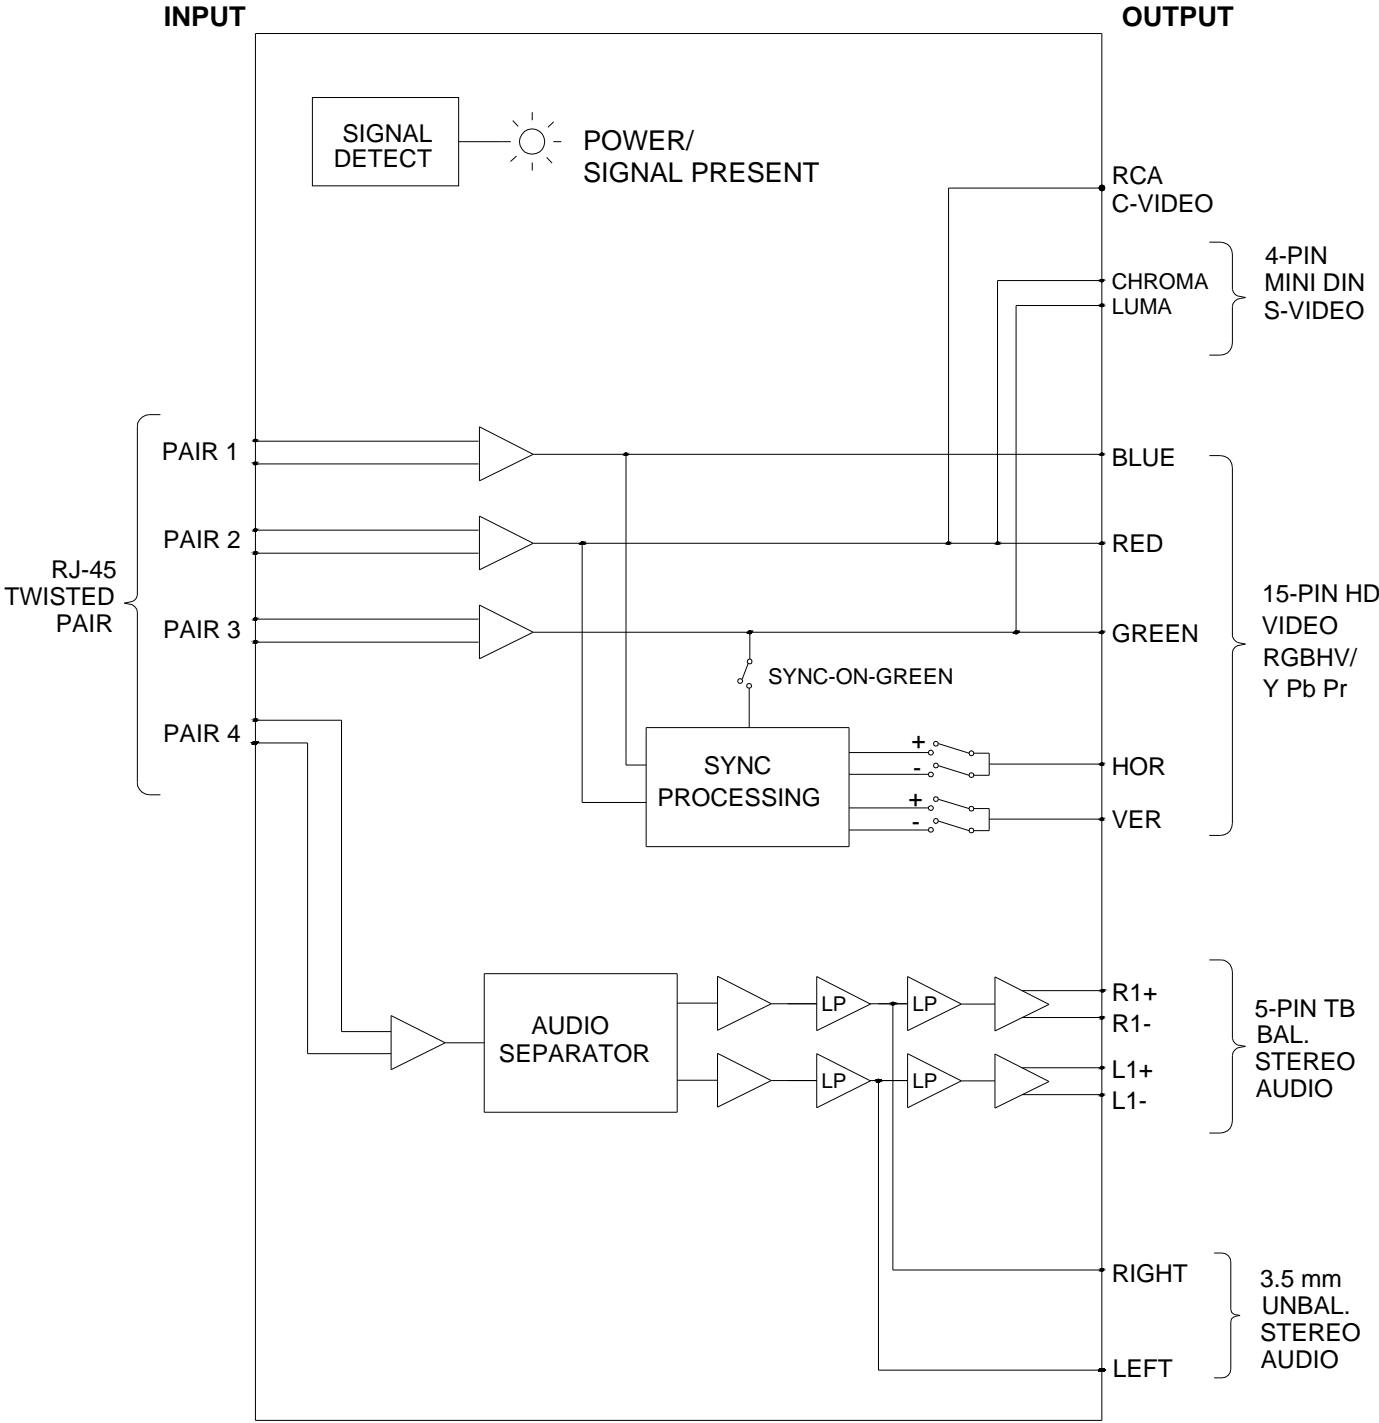 INPUT
OUTPUT
SIGNAL
DETECT
POWER/
SIGNAL PRESENT
RCA
C-VIDEO
CHROMA
LUMA
4-PIN
MINI DIN
S-VIDEO
RJ-45
TWISTED
PAIR
PAIR 1
PAIR 2
PAIR 3
PAIR 4
BLUE
RED
GREEN
SYNC-ON-GREEN
SYNC
PROCESSING
+
-
+
-
HOR
VER
15-PIN HD
VIDEO
RGBHV/
Y Pb Pr
AUDIO
SEPARATOR
LP
LP
LP
LP
R1+
R1-
L1+
L1-
5-PIN TB
BAL.
STEREO
AUDIO
RIGHT
LEFT
3.5 mm
UNBAL.
STEREO
AUDIO